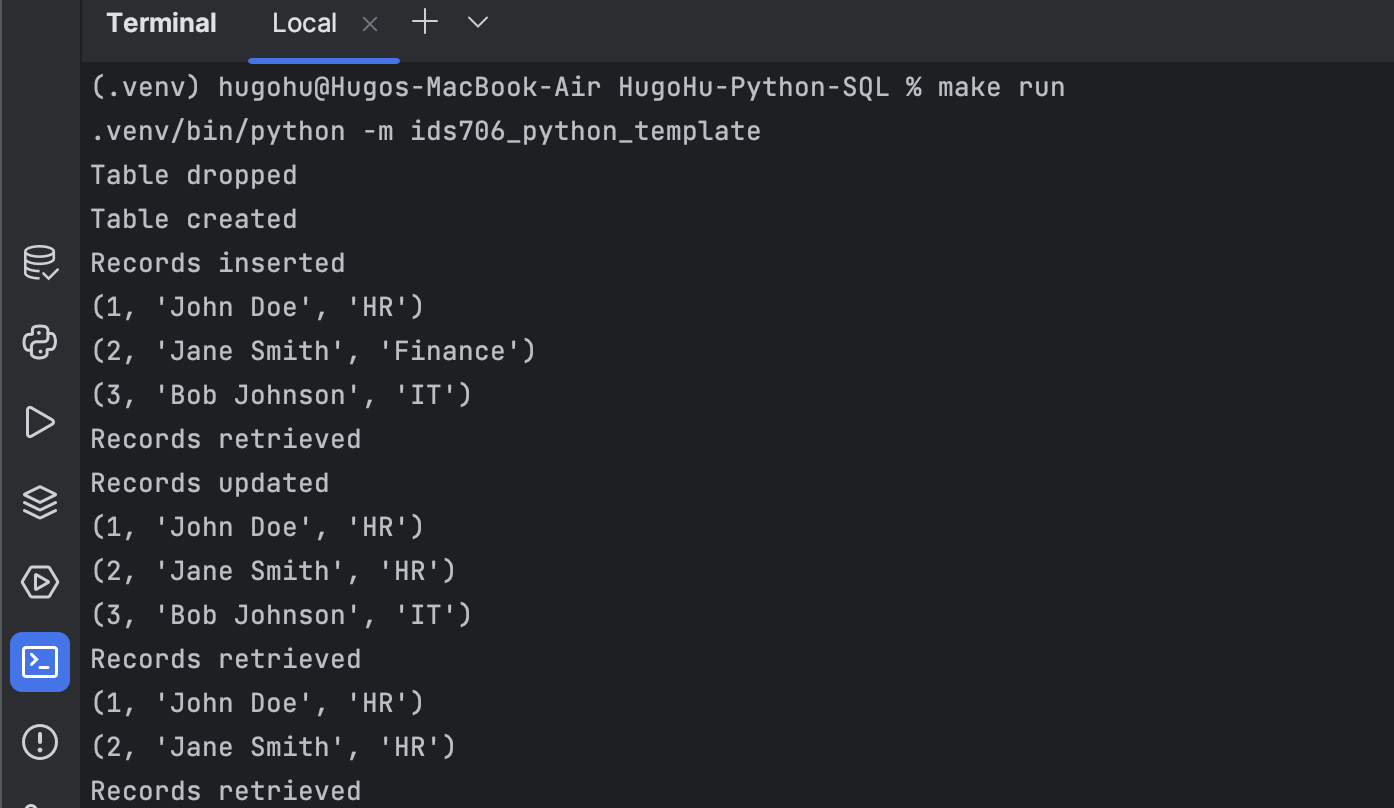 Terminal Local
(.venv) hugohu@Hugos-MacBook-Air HugoHu-Python-SQL % make run
.venv/bin/python -m ids706_python_template
Table dropped
Table created
Records inserted
(1, 'John Doe', 'HR')
(2, 'Jane Smith', 'Finance')
(3, 'Bob Johnson', 'IT')
Records retrieved
Records updated
(1, 'John Doe', 'HR')
(2, 'Jane Smith', 'HR')
(3, 'Bob Johnson', 'IT')
Records retrieved
(1, 'John Doe', 'HR')
(2, 'Jane Smith', 'HR')
Records retrieved